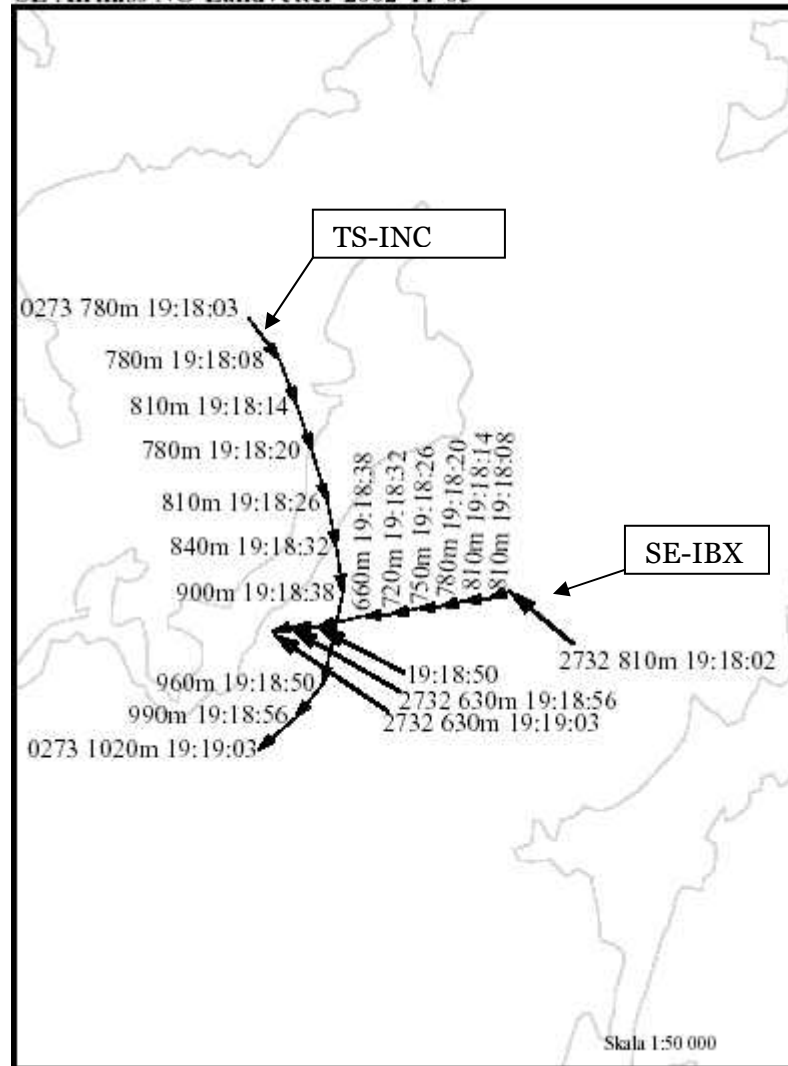 TS-INC
0273 780m 19:18:03
780m 19:18:08
810m 19:18:14
780m 19:18:20
810m 19:18:26
840m 19:18:32
900m 19:18:38
660m 19:18:38
720m 19:18:32
750m 19:18:26
780m 19:18:20
810m 19:18:14
810m 19:18:08
SE-IBX
2732 810m 19:18:02
960m 19:18:50
19:18:50
990m 19:18:56
2732 630m 19:18:56
2732 630m 19:19:03
0273 1020m 19:19:03
Skala 1:50 000